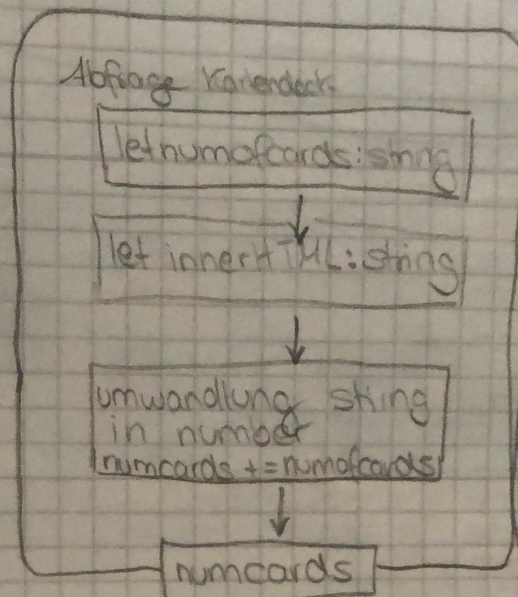 Abfrage Kartendeck
let numofcards: string
let innerHTML: string
umwandlung string
in number
numcards += numofcards
numcards